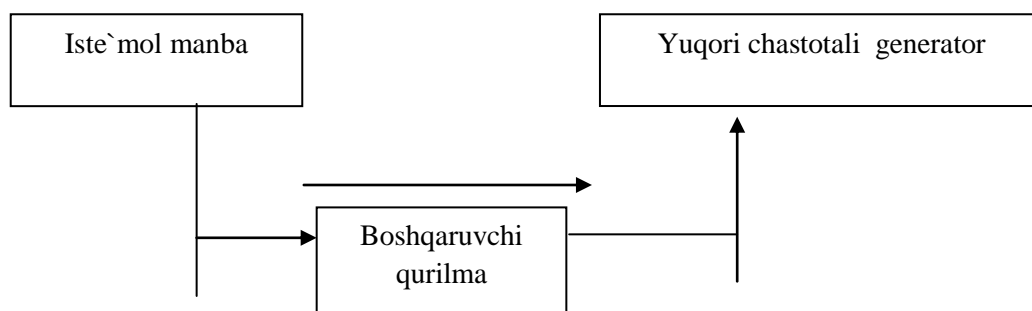 Iste`mol manba
Yuqori chastotali generator
Boshqaruvchi
qurilma